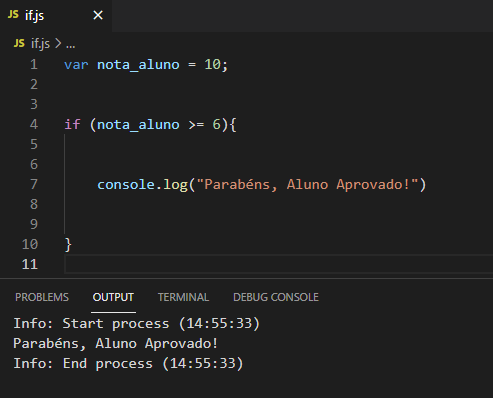 JS if.js ×
JS if.js > ...
1 var nota_aluno = 10;
2
3
4 if (nota_aluno >= 6){
5
6
7 console.log("Parabéns, Aluno Aprovado!")
8
9
10 }
11
PROBLEMS OUTPUT TERMINAL DEBUG CONSOLE
Info: Start process (14:55:33)
Parabéns, Aluno Aprovado!
Info: End process (14:55:33)